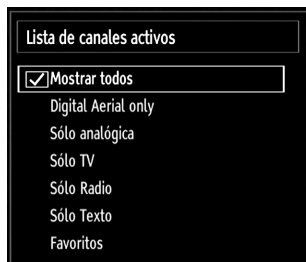 Lista de canales activos
Mostrar todos
Digital Aerial only
Sólo analógica
Sólo TV
Sólo Radio
Sólo Texto
Favoritos